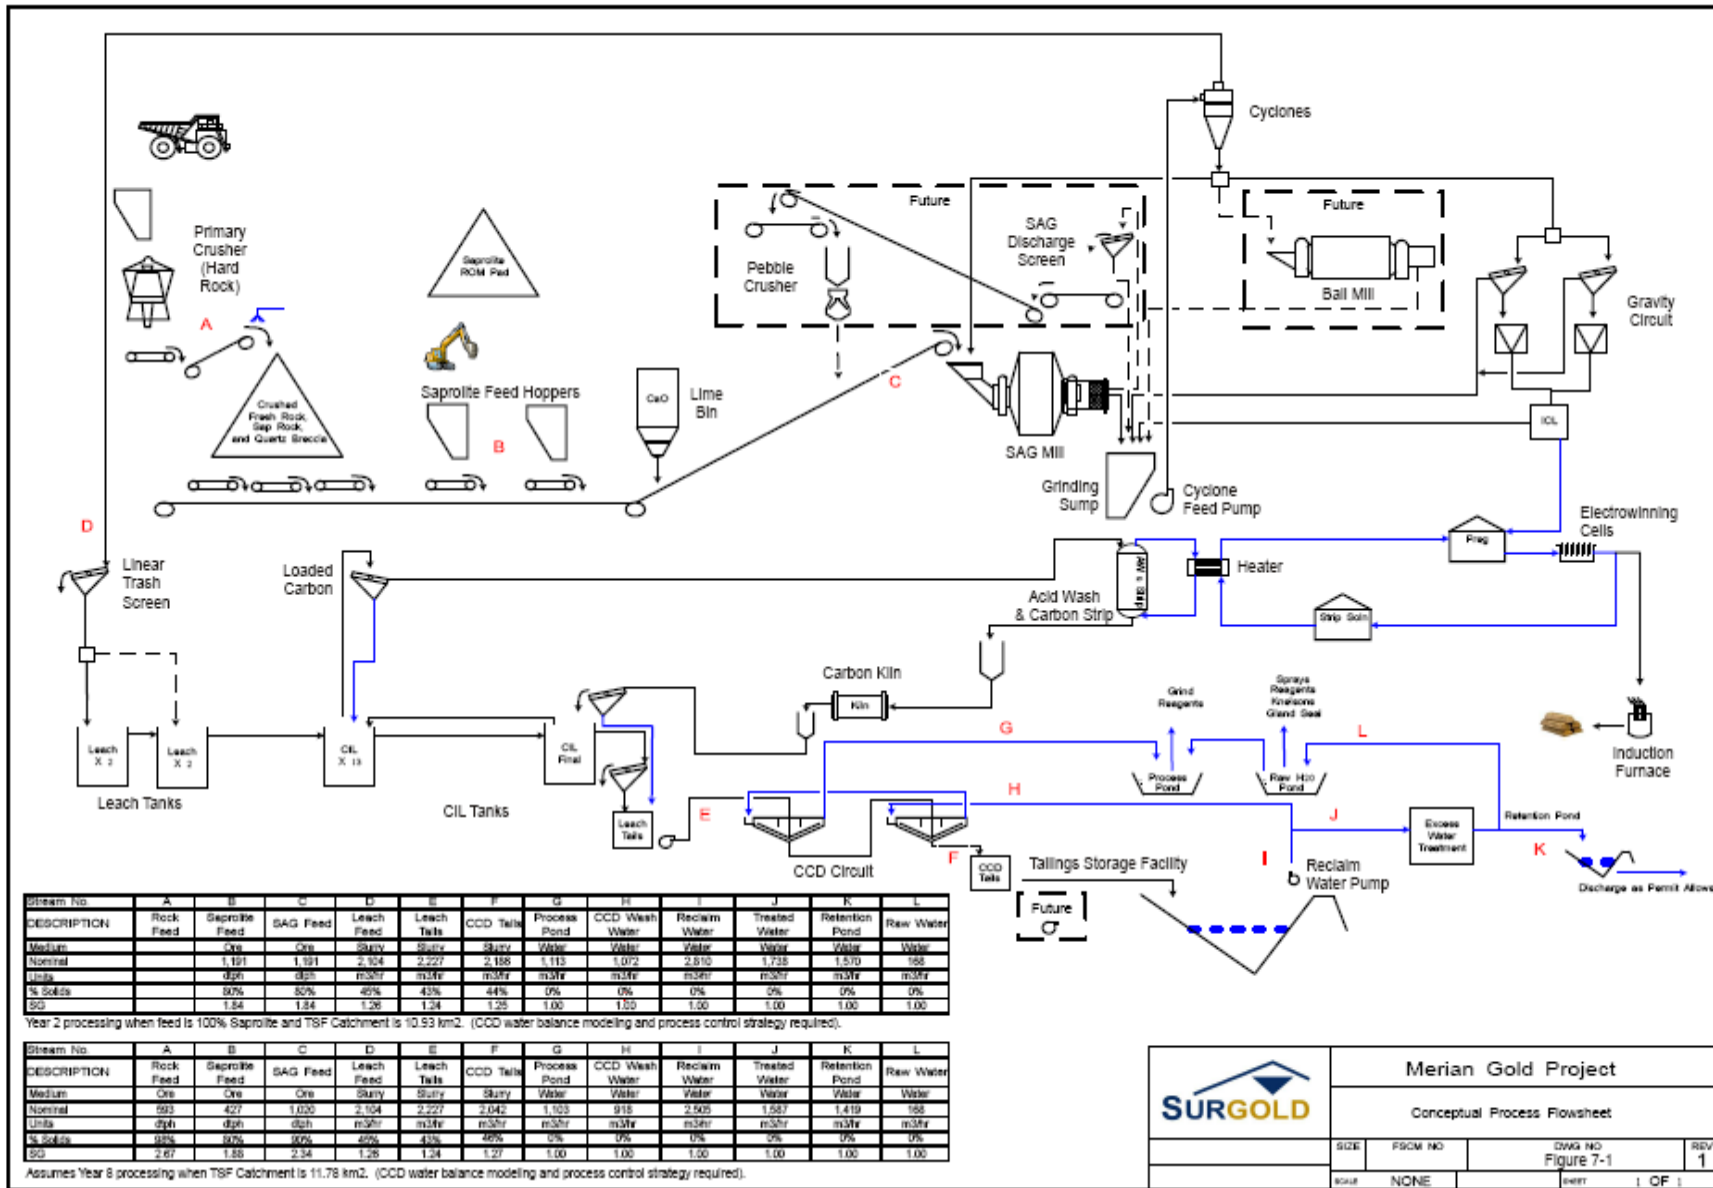 Cyclones
Future
Future
Primary
Crusher
(Hard
Rock)
Saprolite
ROM Pad
SAG
Discharge
Screen
Pebble
Crusher
Ball Mill
Gravity
Circuit
A
C
Saprolite Feed Hoppers
CaO
Lime
Bin
Crushed
Fresh Rock,
Sap Rock,
and Quartz Breccia
B
SAG Mill
ICL
Grinding
Sump
Cyclone
Feed Pump
D
Electrowinning
Cells
Preg
Linear
Trash
Screen
Loaded
Carbon
AW & Strip
Heater
Acid Wash
& Carbon Strip
Strip Soln
Carbon Kiln
Kiln
Grind
Reagents
Sprays
Reagents
Knelsons
Gland Seal
G
L
Leach
X 2
Leach
X 2
CIL
X 13
CIL
Final
Process
Pond
Raw H20
Pond
Induction
Furnace
Leach Tanks
CIL Tanks
H
E
Leach
Tails
J
Excess
Water
Treatment
Retention Pond
K
F
CCD Circuit
CCD
Tails
Tailings Storage Facility
I
Reclaim
Water Pump
Discharge as Permit Allows
Future
Stream No. A B C D E F G H I J K L
DESCRIPTION Rock Feed Saprolite Feed SAG Feed Leach Feed Leach Tails CCD Tails Process Pond CCD Wash Water Reclaim Water Treated Water Retention Pond Raw Water
Medium Ore Ore Slurry Slurry Slurry Water Water Water Water Water Water
Nominal 1,191 1,191 2,104 2,227 2,186 1,113 1,072 2,810 1,738 1,570 168
Units dtph dtph m3/hr m3/hr m3/hr m3/hr m3/hr m3/hr m3/hr m3/hr m3/hr
% Solids 80% 80% 45% 43% 44% 0% 0% 0% 0% 0% 0%
SG 1.84 1.84 1.26 1.24 1.25 1.00 1.00 1.00 1.00 1.00 1.00
Year 2 processing when feed is 100% Saprolite and TSF Catchment is 10.93 km2. (CCD water balance modeling and process control strategy required).
Stream No. A B C D E F G H I J K L
DESCRIPTION Rock Feed Saprolite Feed SAG Feed Leach Feed Leach Tails CCD Tails Process Pond CCD Wash Water Reclaim Water Treated Water Retention Pond Raw Water
Medium Ore Ore Ore Slurry Slurry Slurry Water Water Water Water Water Water
Nominal 593 427 1,020 2,104 2,227 2,042 1,103 918 2,505 1,587 1,419 168
Units dtph dtph dtph m3/hr m3/hr m3/hr m3/hr m3/hr m3/hr m3/hr m3/hr m3/hr
% Solids 98% 80% 90% 45% 43% 46% 0% 0% 0% 0% 0% 0%
SG 2.67 1.88 2.34 1.26 1.24 1.27 1.00 1.00 1.00 1.00 1.00 1.00
Assumes Year 8 processing when TSF Catchment is 11.78 km2. (CCD water balance modeling and process control strategy required).
SURGOLD
Merian Gold Project
Conceptual Process Flowsheet
SIZE FSCM NO DWG NO REV
Figure 7-1 1
SCALE NONE SHEET 1 OF 1